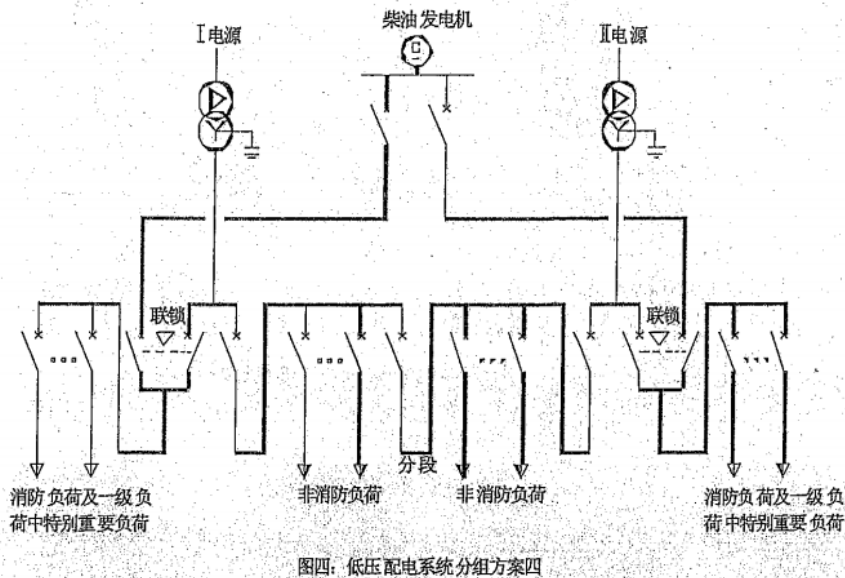 柴油发电机
I电源
G
II电源
联锁
联锁
分段
消防负荷及一级负
荷中特别重要负荷
非消防负荷
非消防负荷
消防负荷及一级负
荷中特别重要负荷
图四：低压配电系统分组方案四